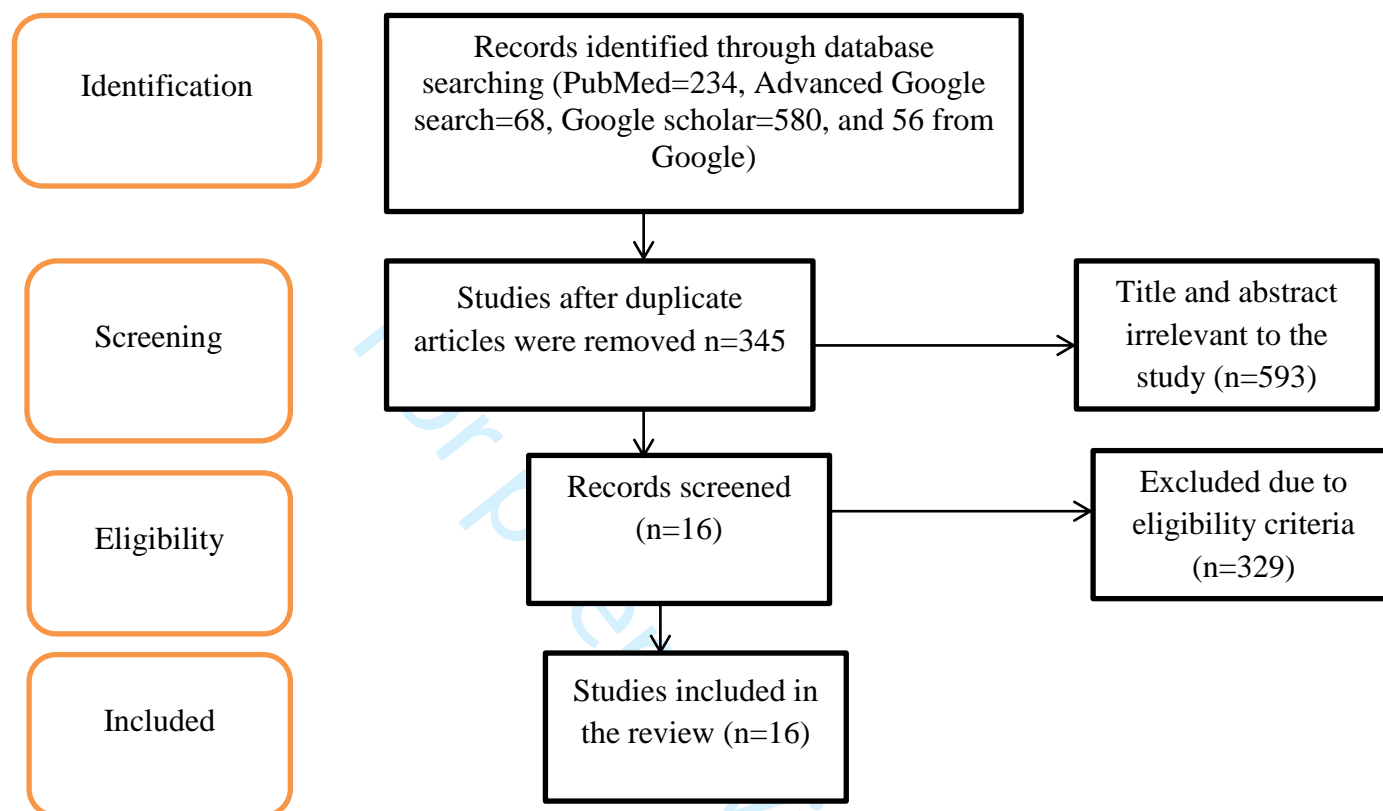 Identification
Records identified through database
searching (PubMed=234, Advanced Google
search=68, Google scholar=580, and 56 from
Google)
Screening
Studies after duplicate
articles were removed n=345
Title and abstract
irrelevant to the
study (n=593)
Eligibility
Records screened
(n=16)
Excluded due to
eligibility criteria
(n=329)
Included
Studies included in
the review (n=16)